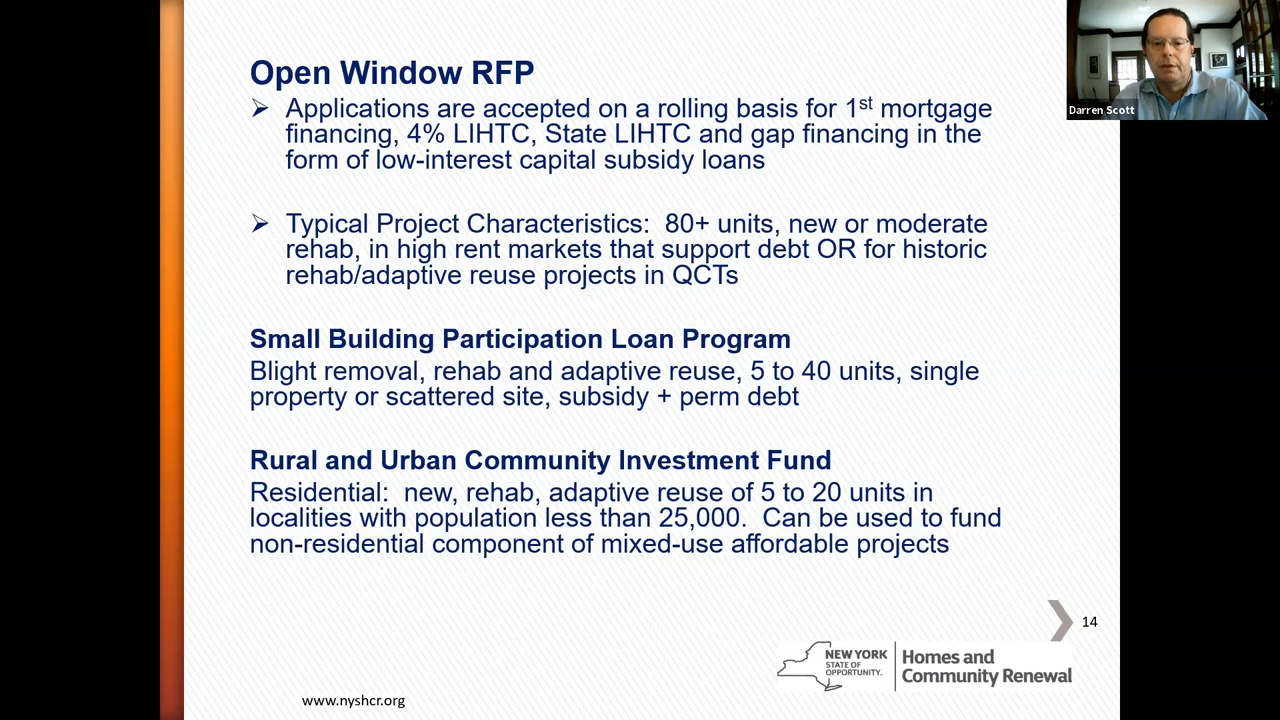 Open Window RFP
➢ Applications are accepted on a rolling basis for 1st mortgage
financing, 4% LIHTC, State LIHTC and gap financing in the
form of low-interest capital subsidy loans
➢ Typical Project Characteristics:  80+ units, new or moderate
rehab, in high rent markets that support debt OR for historic
rehab/adaptive reuse projects in QCTs
Small Building Participation Loan Program
Blight removal, rehab and adaptive reuse, 5 to 40 units, single
property or scattered site, subsidy + perm debt
Rural and Urban Community Investment Fund
Residential:  new, rehab, adaptive reuse of 5 to 20 units in
localities with population less than 25,000.  Can be used to fund
non-residential component of mixed-use affordable projects
14
NEW YORK
STATE OF
OPPORTUNITY.
Homes and
Community Renewal
www.nyshcr.org
Darren Scott